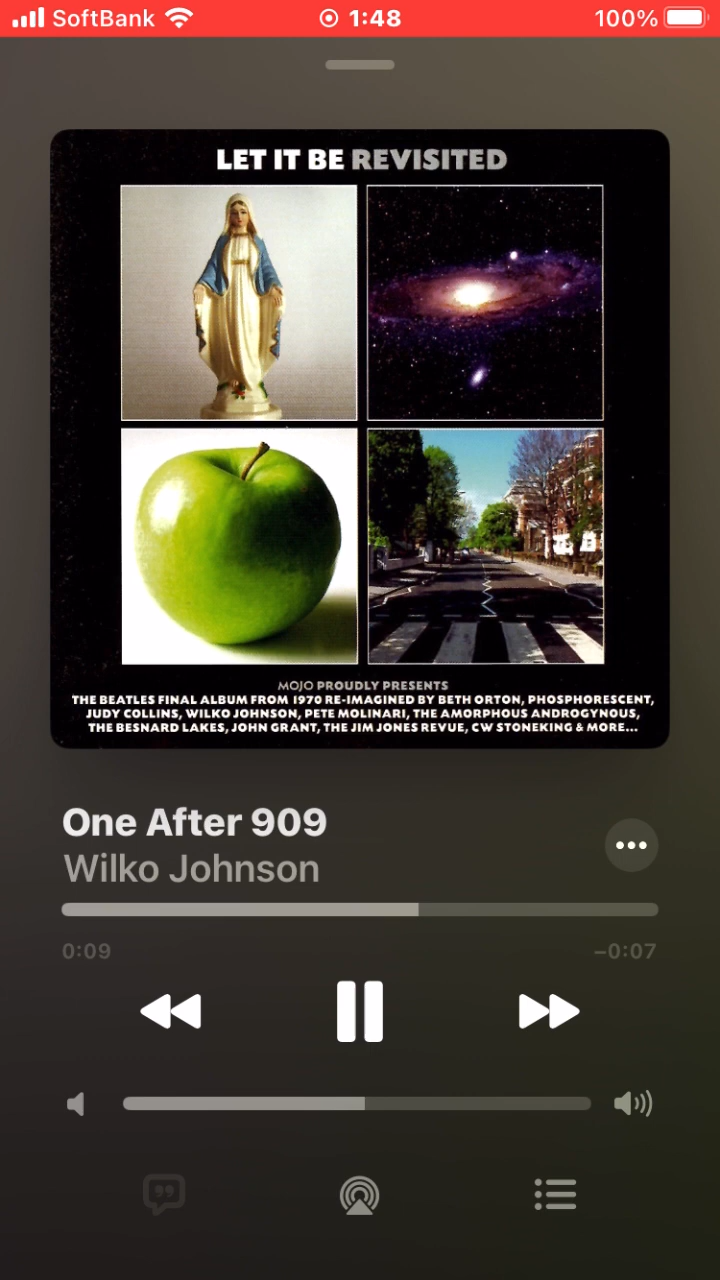 SoftBank 1:48 100%
LET IT BE REVISITED
MOJO PROUDLY PRESENTS
THE BEATLES FINAL ALBUM FROM 1970 RE-IMAGINED BY BETH ORTON, PHOSPHORESCENT,
JUDY COLLINS, WILKO JOHNSON, PETE MOLINARI, THE AMORPHOUS ANDROGYNOUS,
THE BESNARD LAKES, JOHN GRANT, THE JIM JONES REVUE, CW STONEKING & MORE...
One After 909
Wilko Johnson
0:09 −0:07